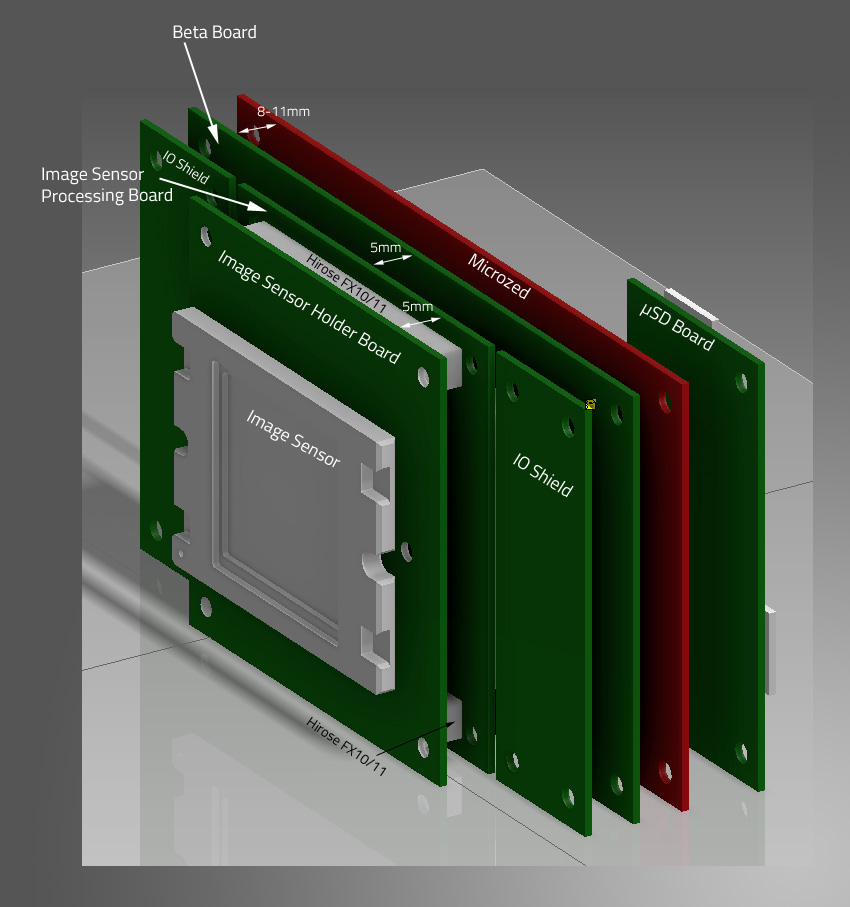 Beta Board
8-11mm
IO Shield
Image Sensor
Processing Board
5mm
Microzed
Hirose FX10/11
5mm
Image Sensor Holder Board
µSD Board
Image Sensor
IO Shield
Hirose FX10/11